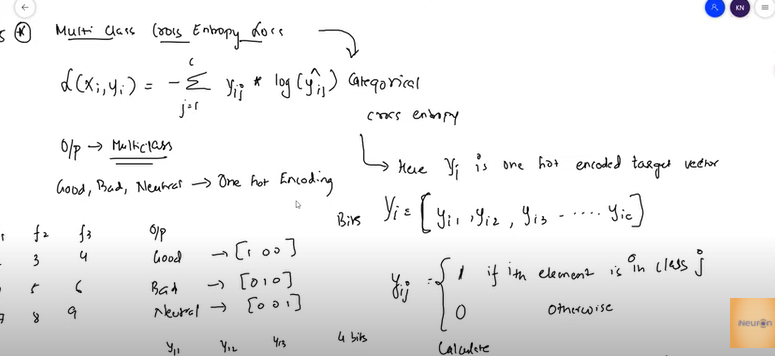 Multi Class Cross Entropy Loss
L(xi, yi) = - Σ yij * log(ŷij) Categorical
c
j=1
cross entropy
O/p → Multiclass
Here yi is one hot encoded target vector
Good, Bad, Neutral → One hot Encoding
Bits Yi = [yi1, yi2, yi3 ..... yic]
f2 f3 O/p
3 4 Good → [1 0 0]
5 6 Bad → [0 1 0]
7 8 9 Neutral → [0 0 1]
yij = { 1 if ith element is in class j
0 otherwise
y11 y12 y13 4 bits
Calculate
KN
iNeuron